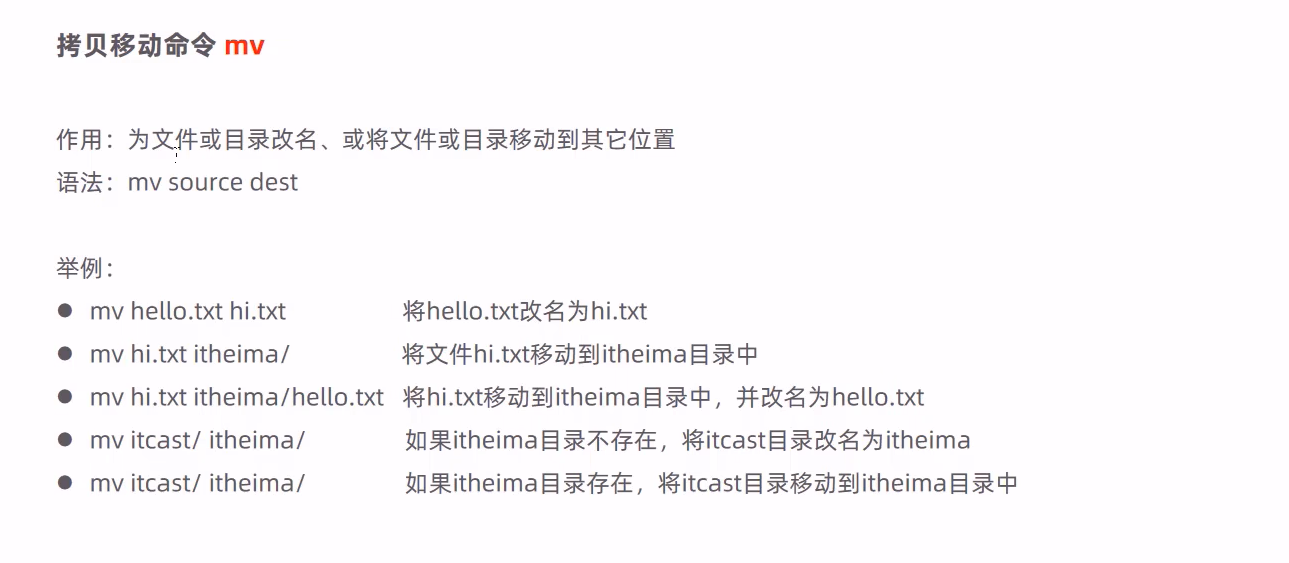 拷贝移动命令 mv
作用：为文件或目录改名、或将文件或目录移动到其它位置
语法：mv source dest
举例：
● mv hello.txt hi.txt 将hello.txt改名为hi.txt
● mv hi.txt itheima/ 将文件hi.txt移动到itheima目录中
● mv hi.txt itheima/hello.txt 将hi.txt移动到itheima目录中，并改名为hello.txt
● mv itcast/ itheima/ 如果itheima目录不存在，将itcast目录改名为itheima
● mv itcast/ itheima/ 如果itheima目录存在，将itcast目录移动到itheima目录中